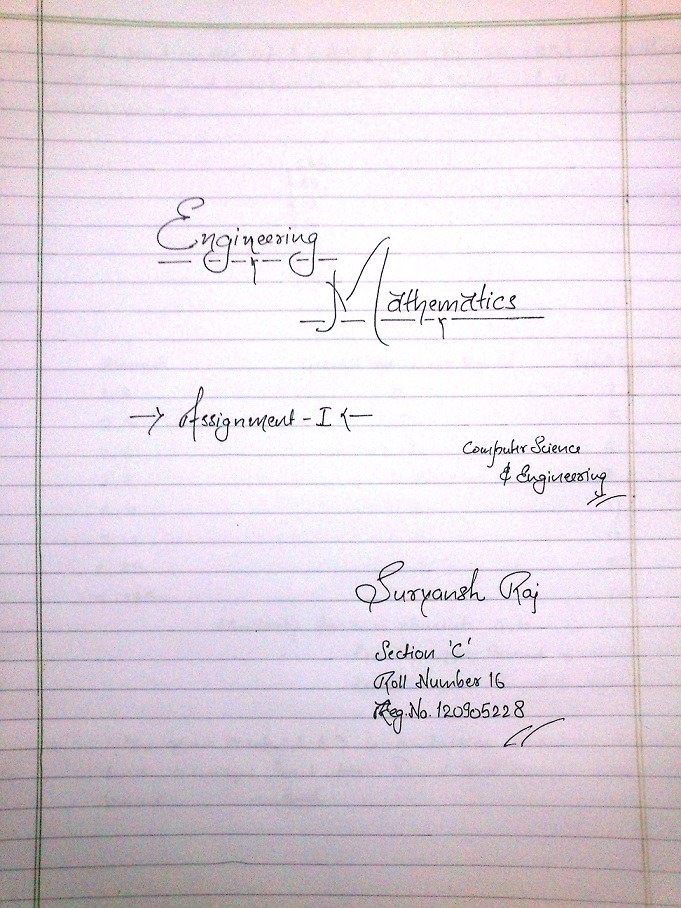 Engineering
Mathematics
→ Assignment - I ←
Computer Science
& Engineering
Suryansh Raj
Section 'C'
Roll Number 16
Reg. No. 120905228